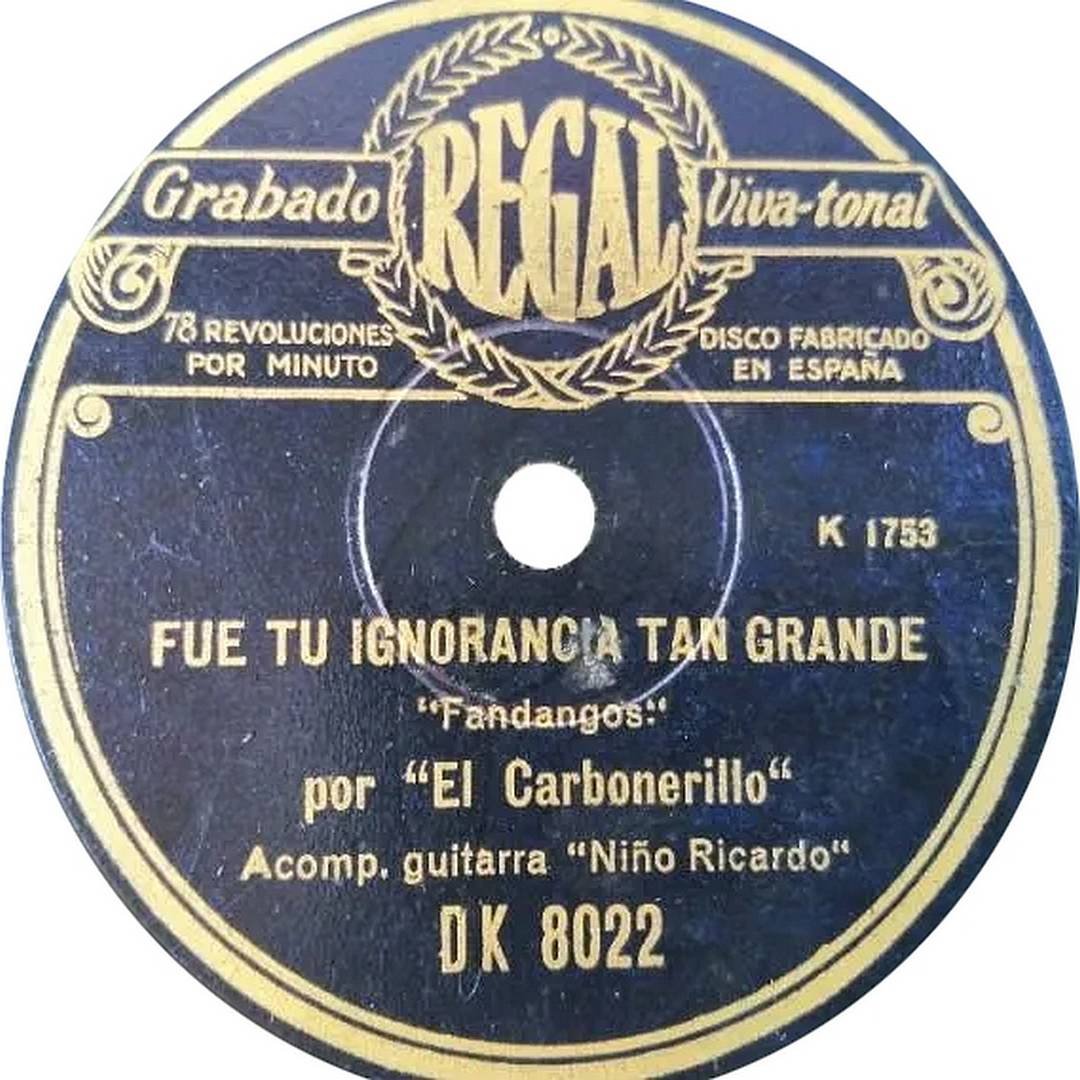 REGAL
Grabado Viva-tonal
78 REVOLUCIONES
POR MINUTO
DISCO FABRICADO
EN ESPAÑA
K 1753
FUE TU IGNORANCIA TAN GRANDE
“Fandangos.“
por “El Carbonerillo“
Acomp. guitarra “Niño Ricardo“
DK 8022